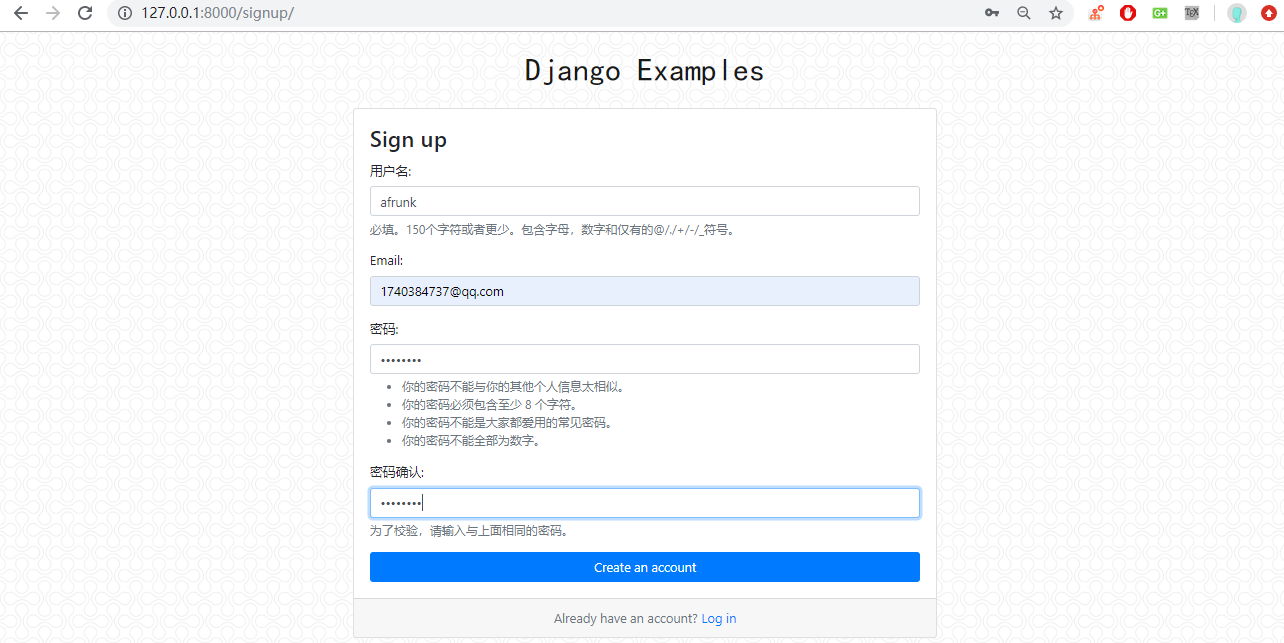 127.0.0.1:8000/signup/
Django Examples
Sign up
用户名:
afrunk
必填。150个字符或者更少。包含字母，数字和仅有的@/./+/-/_符号。
Email:
1740384737@qq.com
密码:
••••••••
你的密码不能与你的其他个人信息太相似。
你的密码必须包含至少 8 个字符。
你的密码不能是大家都爱用的常见密码。
你的密码不能全部为数字。
密码确认:
••••••••
为了校验，请输入与上面相同的密码。
Create an account
Already have an account? Log in